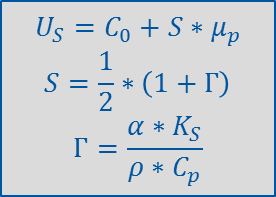 U_S = C_0 + S * μ_p
S = 1/2 * (1 + Γ)
Γ = α * K_S / ρ * C_p